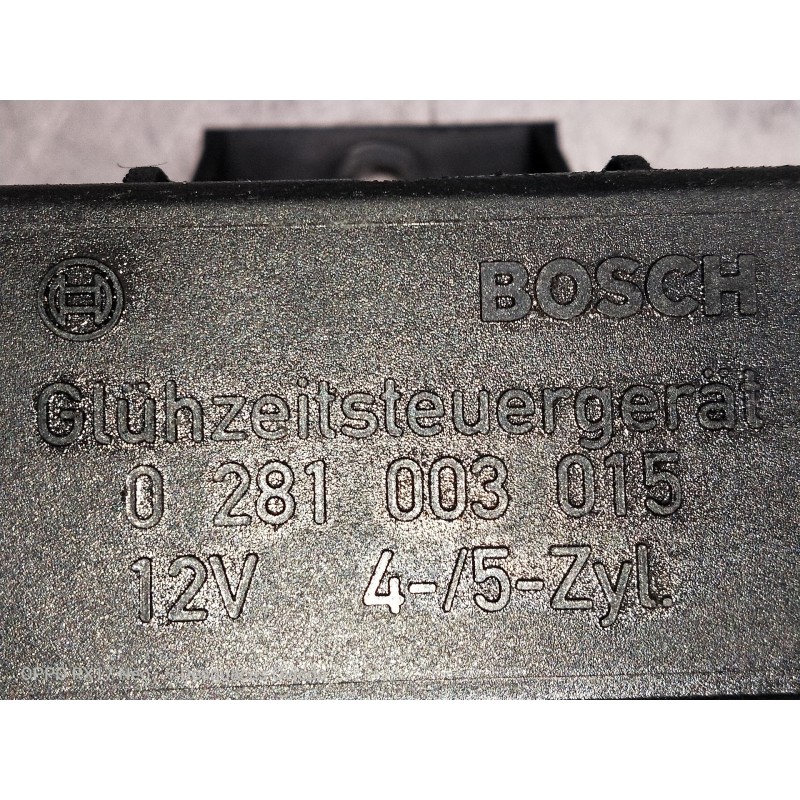 BOSCH
Glühzeitsteuergerät
0 281 003 015
12V 4-/5-Zyl.